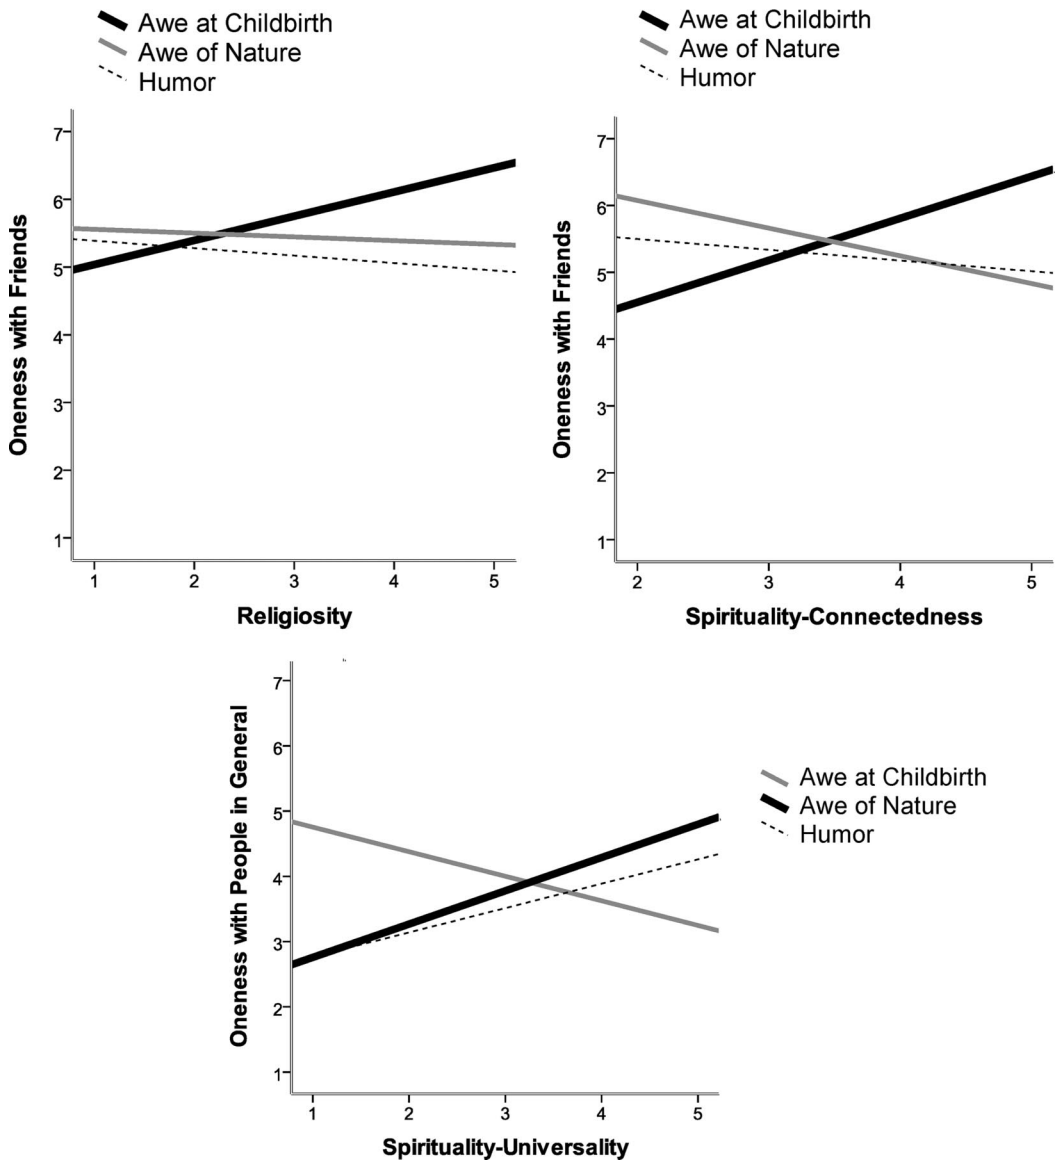 Awe at Childbirth
Awe of Nature
Humor
7
6
5
4
3
2
1
Oneness with Friends
1 2 3 4 5
Religiosity
Awe at Childbirth
Awe of Nature
Humor
7
6
5
4
3
2
1
Oneness with Friends
2 3 4 5
Spirituality-Connectedness
7
6
5
4
3
2
1
Oneness with People in General
1 2 3 4 5
Spirituality-Universality
Awe at Childbirth
Awe of Nature
Humor